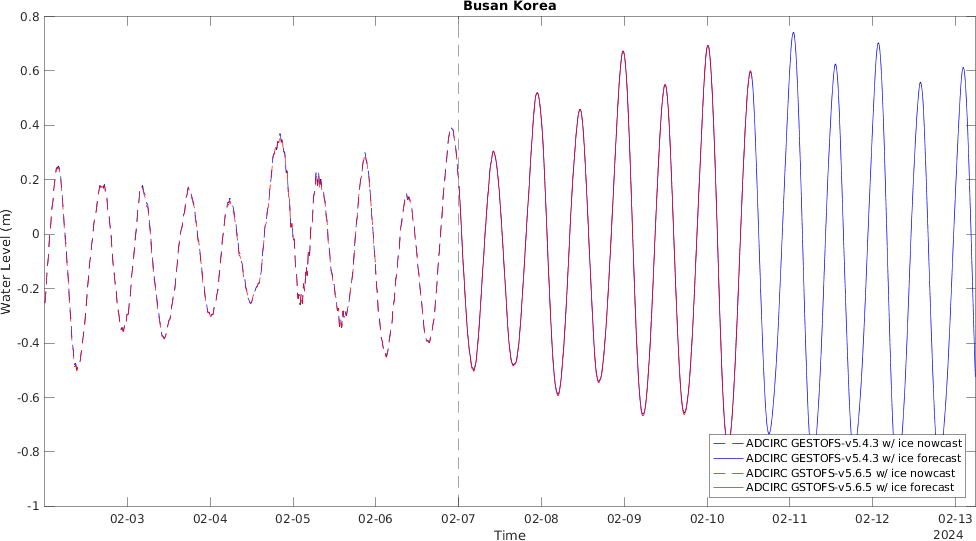 Busan Korea
0.8
0.6
0.4
0.2
0
-0.2
-0.4
-0.6
-0.8
-1
Water Level (m)
ADCIRC GESTOFS-v5.4.3 w/ ice nowcast
ADCIRC GESTOFS-v5.4.3 w/ ice forecast
ADCIRC GSTOFS-v5.6.5 w/ ice nowcast
ADCIRC GSTOFS-v5.6.5 w/ ice forecast
02-03 02-04 02-05 02-06 02-07 02-08 02-09 02-10 02-11 02-12 02-13
Time
2024